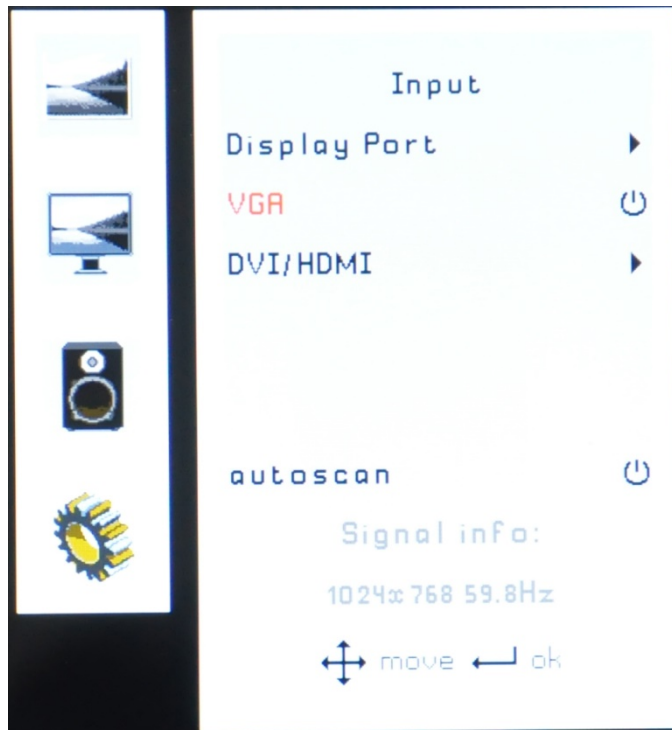 Input
Display Port
VGA
DVI/HDMI
autoscan
Signal info:
1024x768 59.8Hz
move ok